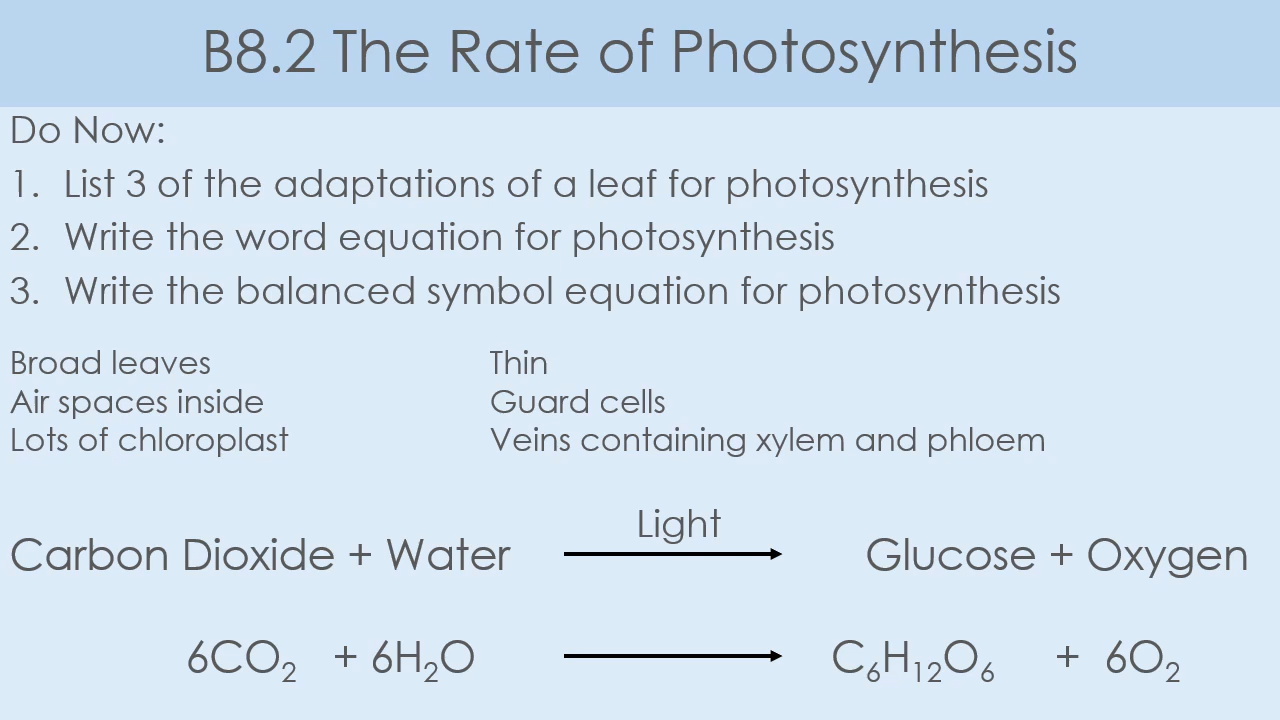 B8.2 The Rate of Photosynthesis
Do Now:
1. List 3 of the adaptations of a leaf for photosynthesis
2. Write the word equation for photosynthesis
3. Write the balanced symbol equation for photosynthesis
Broad leaves
Air spaces inside
Lots of chloroplast
Thin
Guard cells
Veins containing xylem and phloem
Light
Carbon Dioxide + Water Glucose + Oxygen
6CO₂ + 6H₂O C₆H₁₂O₆ + 6O₂